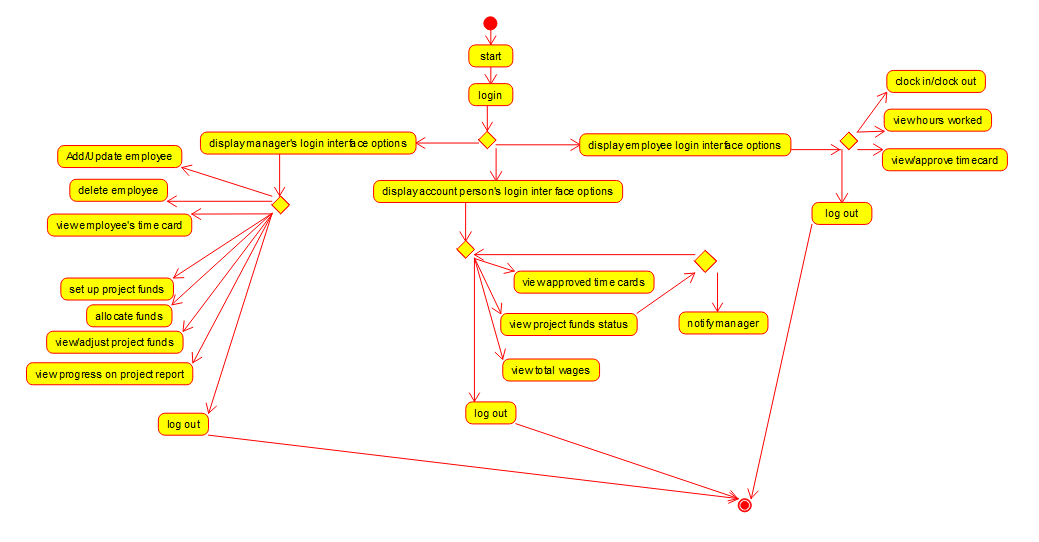 start
login
display manager's login interface options
display employee login interface options
display account person's login interface options
Add/Update employee
delete employee
view employee's time card
set up project funds
allocate funds
view/adjust project funds
view progress on project report
log out
view approved time cards
view project funds status
notify manager
view total wages
log out
clock in/clock out
view hours worked
view/approve timecard
log out